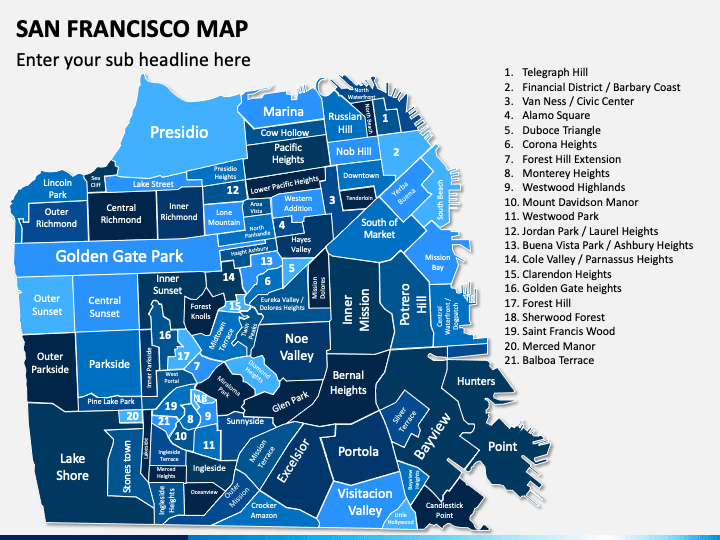 SAN FRANCISCO MAP
Enter your sub headline here
1. Telegraph Hill
2. Financial District / Barbary Coast
3. Van Ness / Civic Center
4. Alamo Square
5. Duboce Triangle
6. Corona Heights
7. Forest Hill Extension
8. Monterey Heights
9. Westwood Highlands
10. Mount Davidson Manor
11. Westwood Park
12. Jordan Park / Laurel Heights
13. Buena Vista Park / Ashbury Heights
14. Cole Valley / Parnassus Heights
15. Clarendon Heights
16. Golden Gate heights
17. Forest Hill
18. Sherwood Forest
19. Saint Francis Wood
20. Merced Manor
21. Balboa Terrace
North
Waterfront
Marina
Russian
Hill
North Beach
1
Presidio
Cow Hollow
Pacific
Heights
Nob Hill
2
Sea
Cliff
Lake Street
Presidio
Heights
12
Lower Pacific Heights
Downtown
Lincoln
Park
Outer
Richmond
Central
Richmond
Inner
Richmond
Lone
Mountain
Anza
Vista
Western
Addition
3
Tenderloin
Yerba
Buena
South Beach
North
Panhandle
4
Hayes
Valley
South of
Market
Golden Gate Park
Haight Ashbury
13
5
Mission
Bay
14
6
Inner
Sunset
Outer
Sunset
Central
Sunset
Forest
Knolls
15
Eureka Valley /
Dolores Heights
Mission
Dolores
Inner
Mission
Potrero
Hill
Central
Waterfront /
Dogpatch
16
Midtown
Terrace
Twin
Peaks
Noe
Valley
Outer
Parkside
Parkside
Inner Parkside
17
7
West
Portal
Diamond
Heights
Miraloma
Park
Bernal
Heights
Hunters
Point
Pine Lake Park
20
19
18
21
8
9
10
11
Glen Park
Sunnyside
Silver
Terrace
Bayview
Lake
Shore
Stones town
Lakeside
Ingleside
Terrace
Merced
Heights
Ingleside
Mission
Terrace
Excelsior
Portola
Ingleside
Heights
Oceanview
Outer
Mission
Crocker
Amazon
Visitacion
Valley
Bayview
Heights
Little
Hollywood
Candlestick
Point